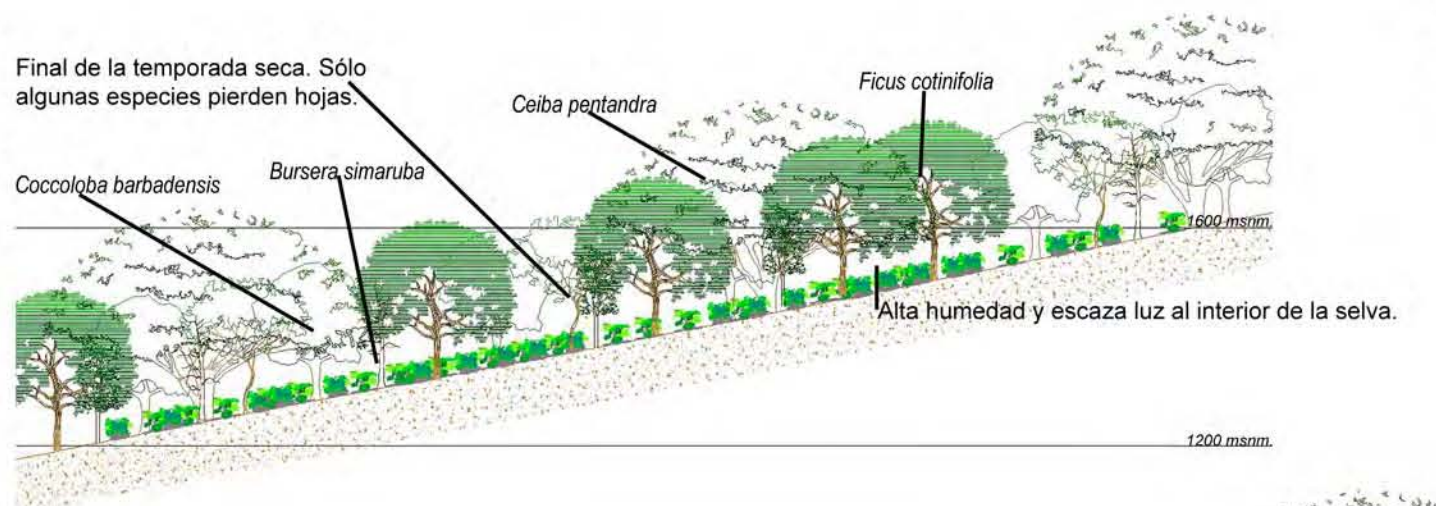 Final de la temporada seca. Sólo
algunas especies pierden hojas.
Ficus cotinifolia
Ceiba pentandra
Bursera simaruba
Coccoloba barbadensis
1600 msnm.
Alta humedad y escaza luz al interior de la selva.
1200 msnm.